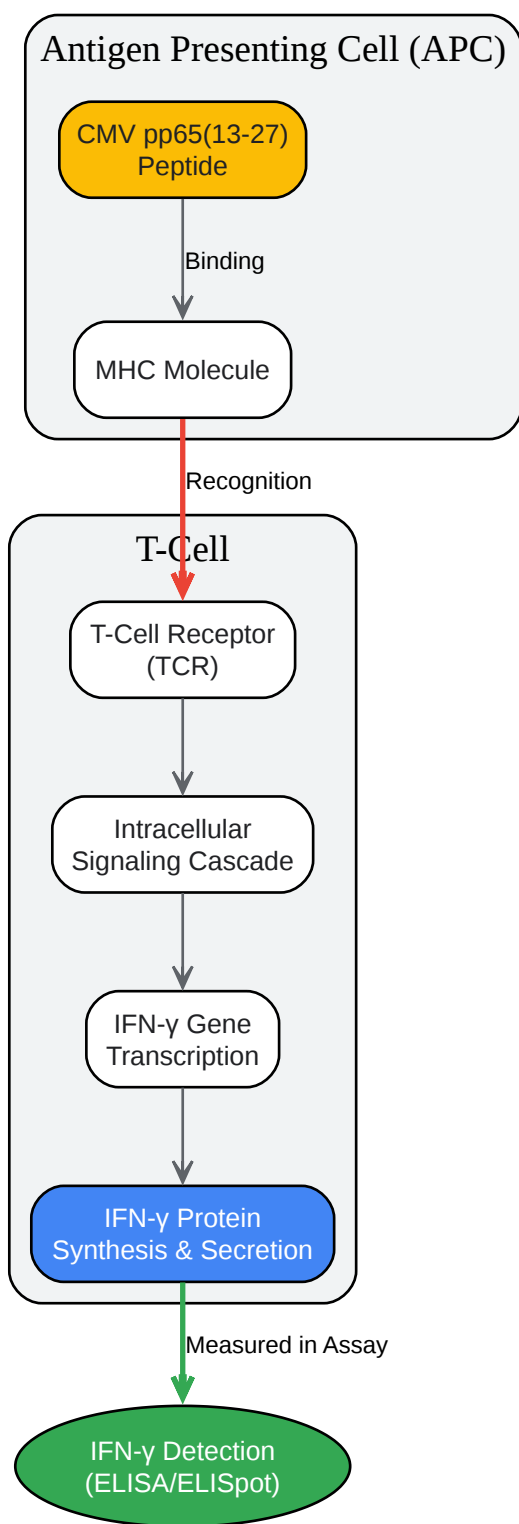 Antigen Presenting Cell (APC)
CMV pp65(13-27)
Peptide
Binding
MHC Molecule
Recognition
T-Cell
T-Cell Receptor
(TCR)
Intracellular
Signaling Cascade
IFN-γ Gene
Transcription
IFN-γ Protein
Synthesis & Secretion
Measured in Assay
IFN-γ Detection
(ELISA/ELISpot)